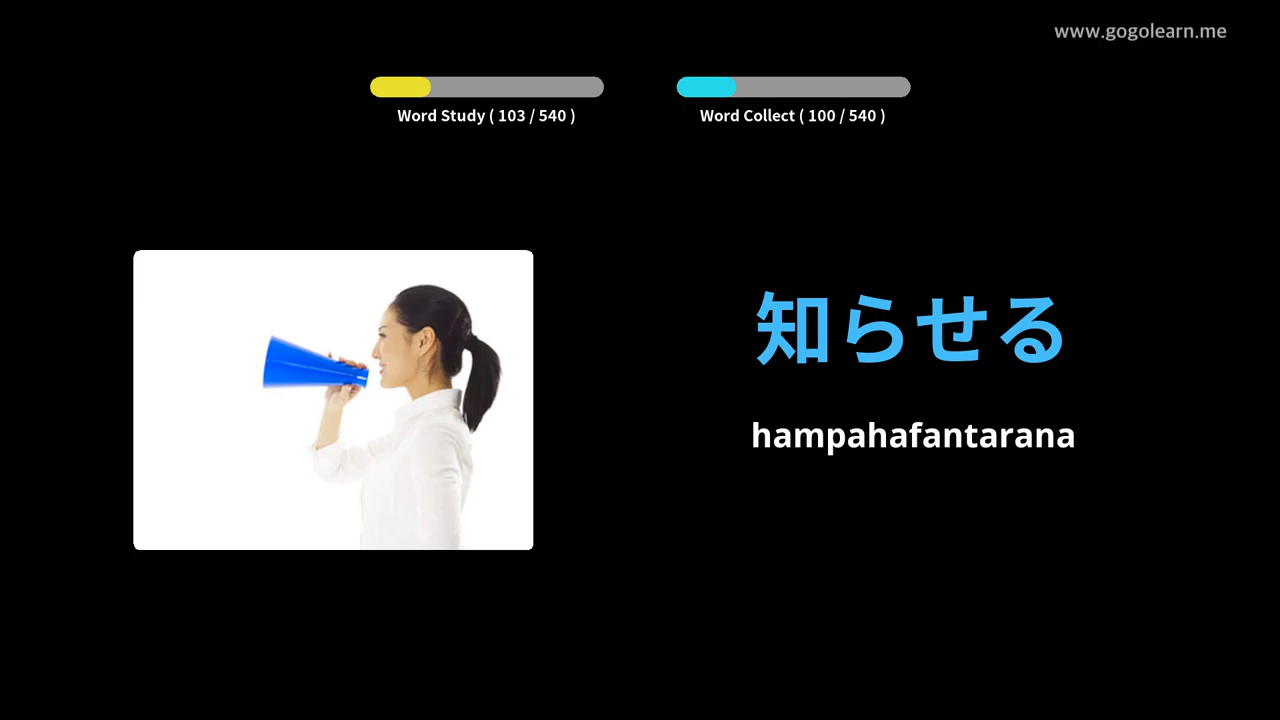 www.gogolearn.me
Word Study ( 103 / 540 )
Word Collect ( 100 / 540 )
知らせる
hampahafantarana